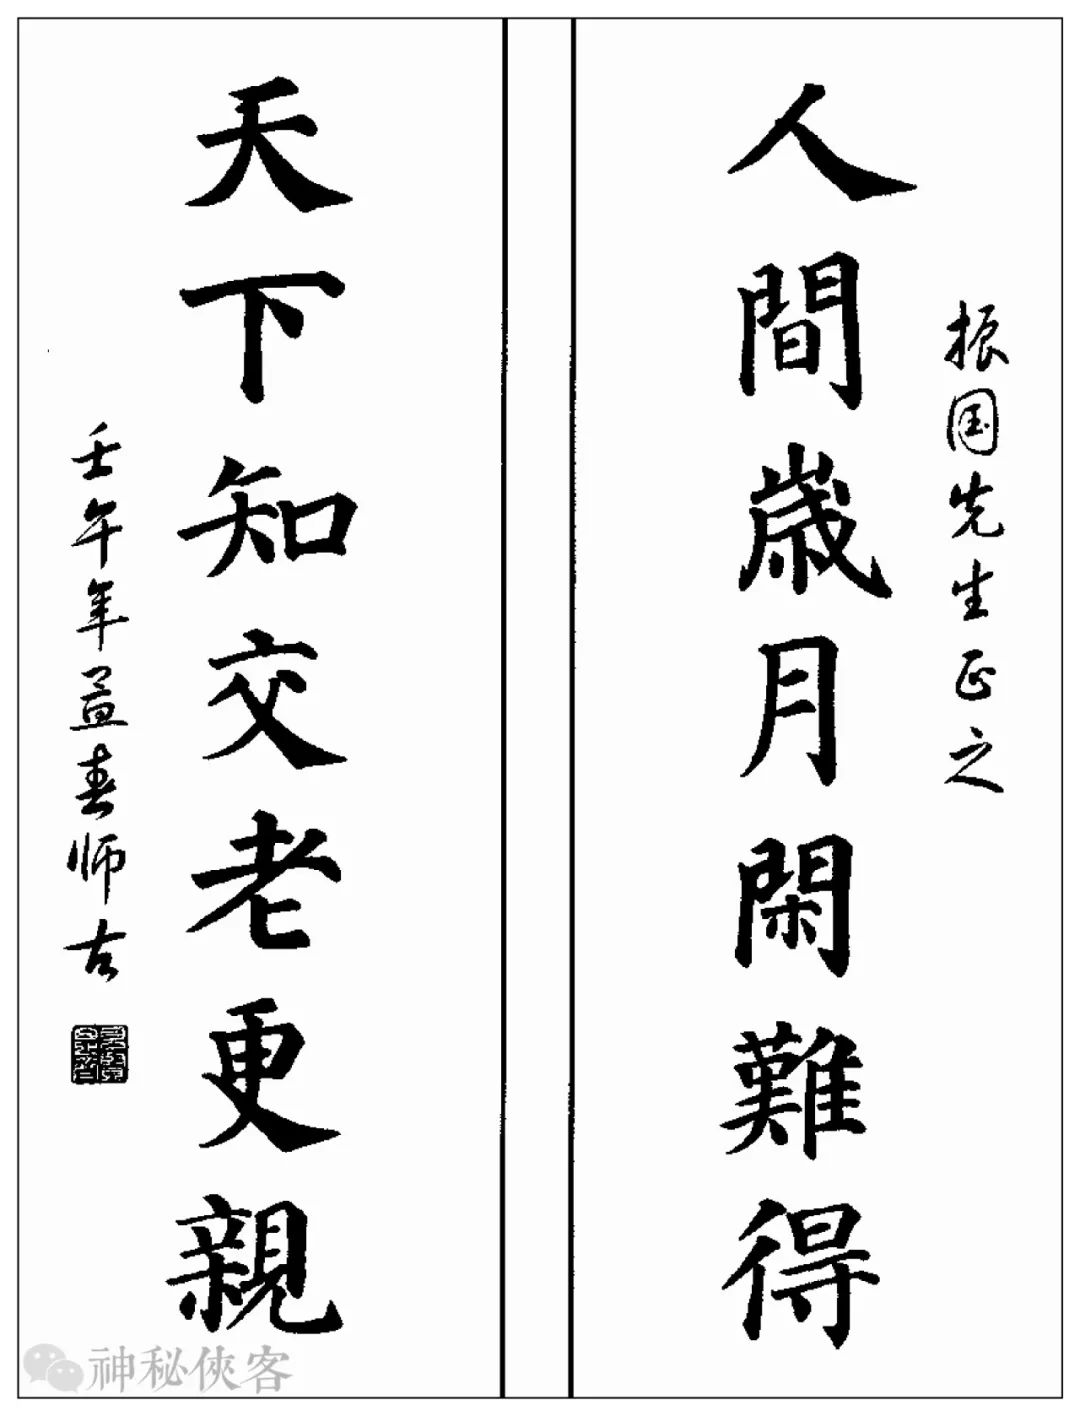 振国先生正之
人間歲月閑難得
天下知交老更親
壬午年孟春师古
神秘俠客